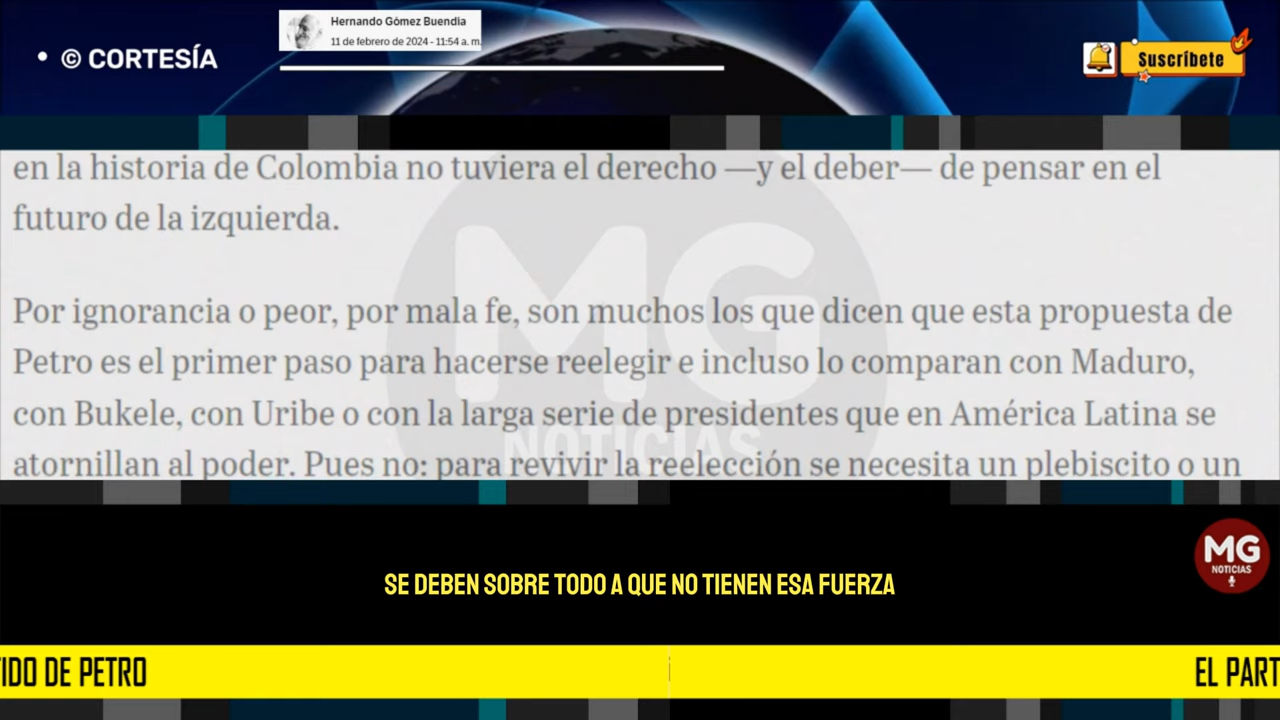 Hernando Gómez Buendía
11 de febrero de 2024 - 11:54 a. m.
• © CORTESÍA
Suscríbete
en la historia de Colombia no tuviera el derecho —y el deber— de pensar en el
futuro de la izquierda.
Por ignorancia o peor, por mala fe, son muchos los que dicen que esta propuesta de
Petro es el primer paso para hacerse reelegir e incluso lo comparan con Maduro,
con Bukele, con Uribe o con la larga serie de presidentes que en América Latina se
atornillan al poder. Pues no: para revivir la reelección se necesita un plebiscito o un
MG
NOTICIAS
MG
NOTICIAS
SE DEBEN SOBRE TODO A QUE NO TIENEN ESA FUERZA
TIDO DE PETRO
EL PART